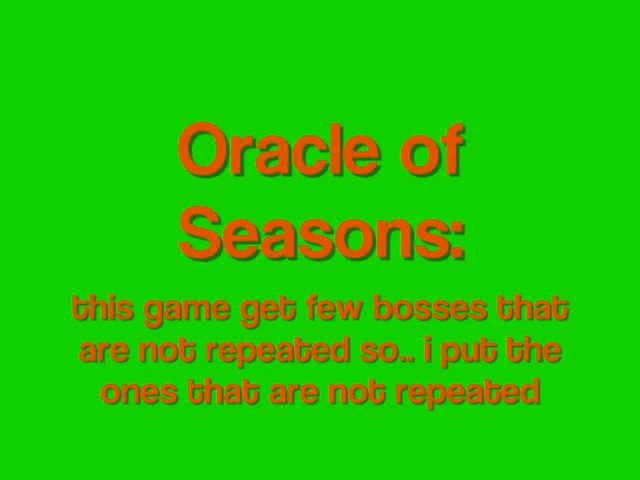 Oracle of
Seasons:
this game get few bosses that
are not repeated so.. i put the
ones that are not repeated